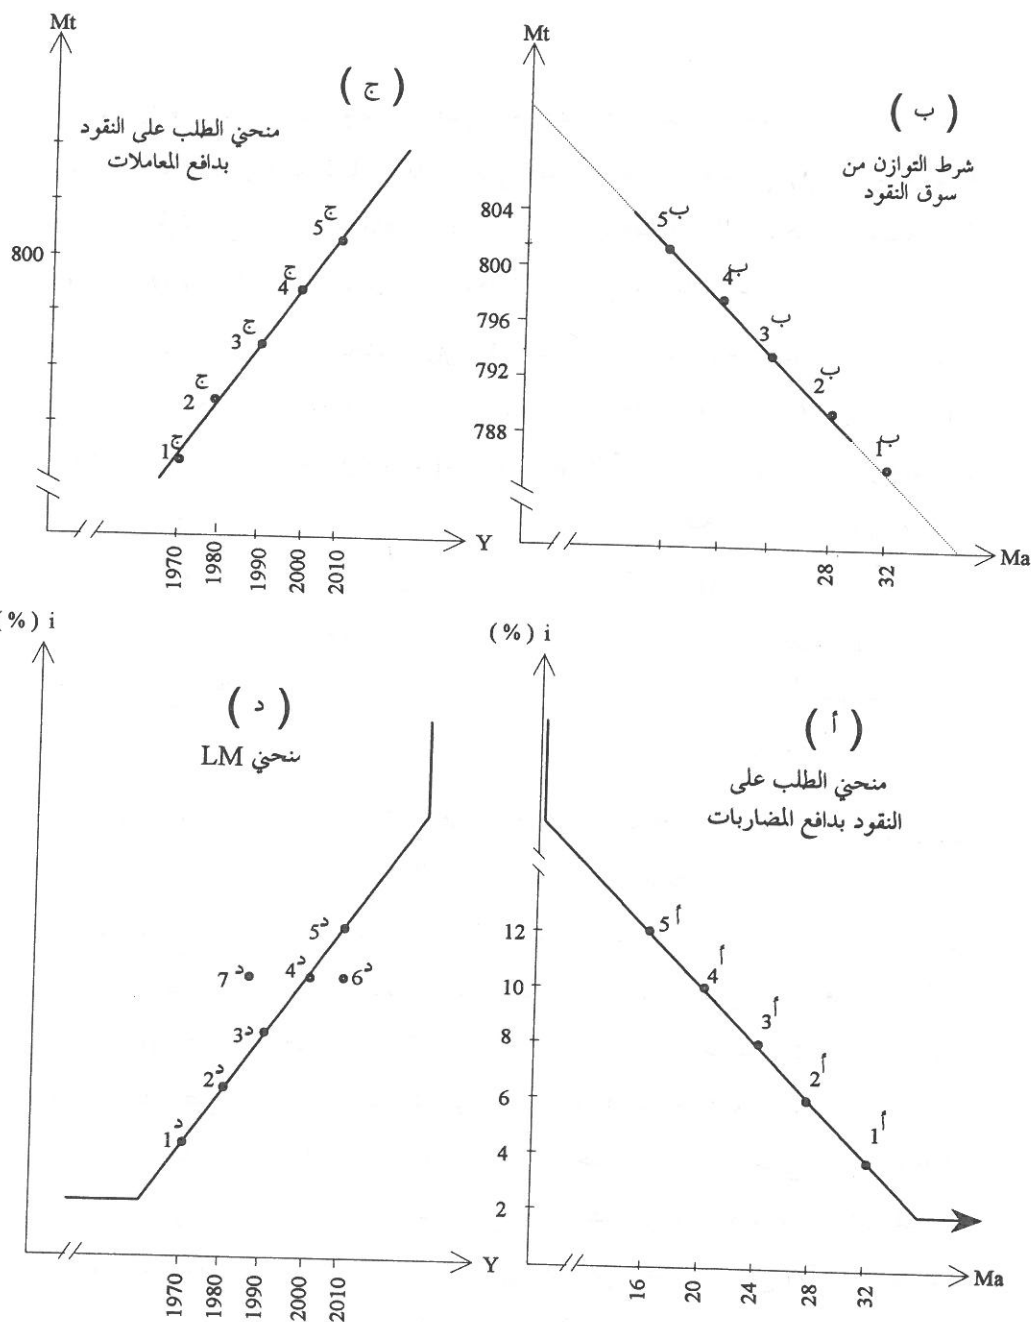 Mt
( ج )
منحني الطلب على النقود
بدافع المعاملات
800
ج5
ج4
ج3
ج2
ج1
1970
1980
1990
2000
2010
Y
Mt
( ب )
شرط التوازن من
سوق النقود
804
800
796
792
788
ب5
ب4
ب3
ب2
ب1
28
32
Ma
(%) i
( د )
منحني LM
د5
د4
د6
د7
د3
د2
د1
1970
1980
1990
2000
2010
Y
(%) i
( أ )
منحني الطلب على
النقود بدافع المضاربات
12
10
8
6
4
2
أ5
أ4
أ3
أ2
أ1
16
20
24
28
32
Ma